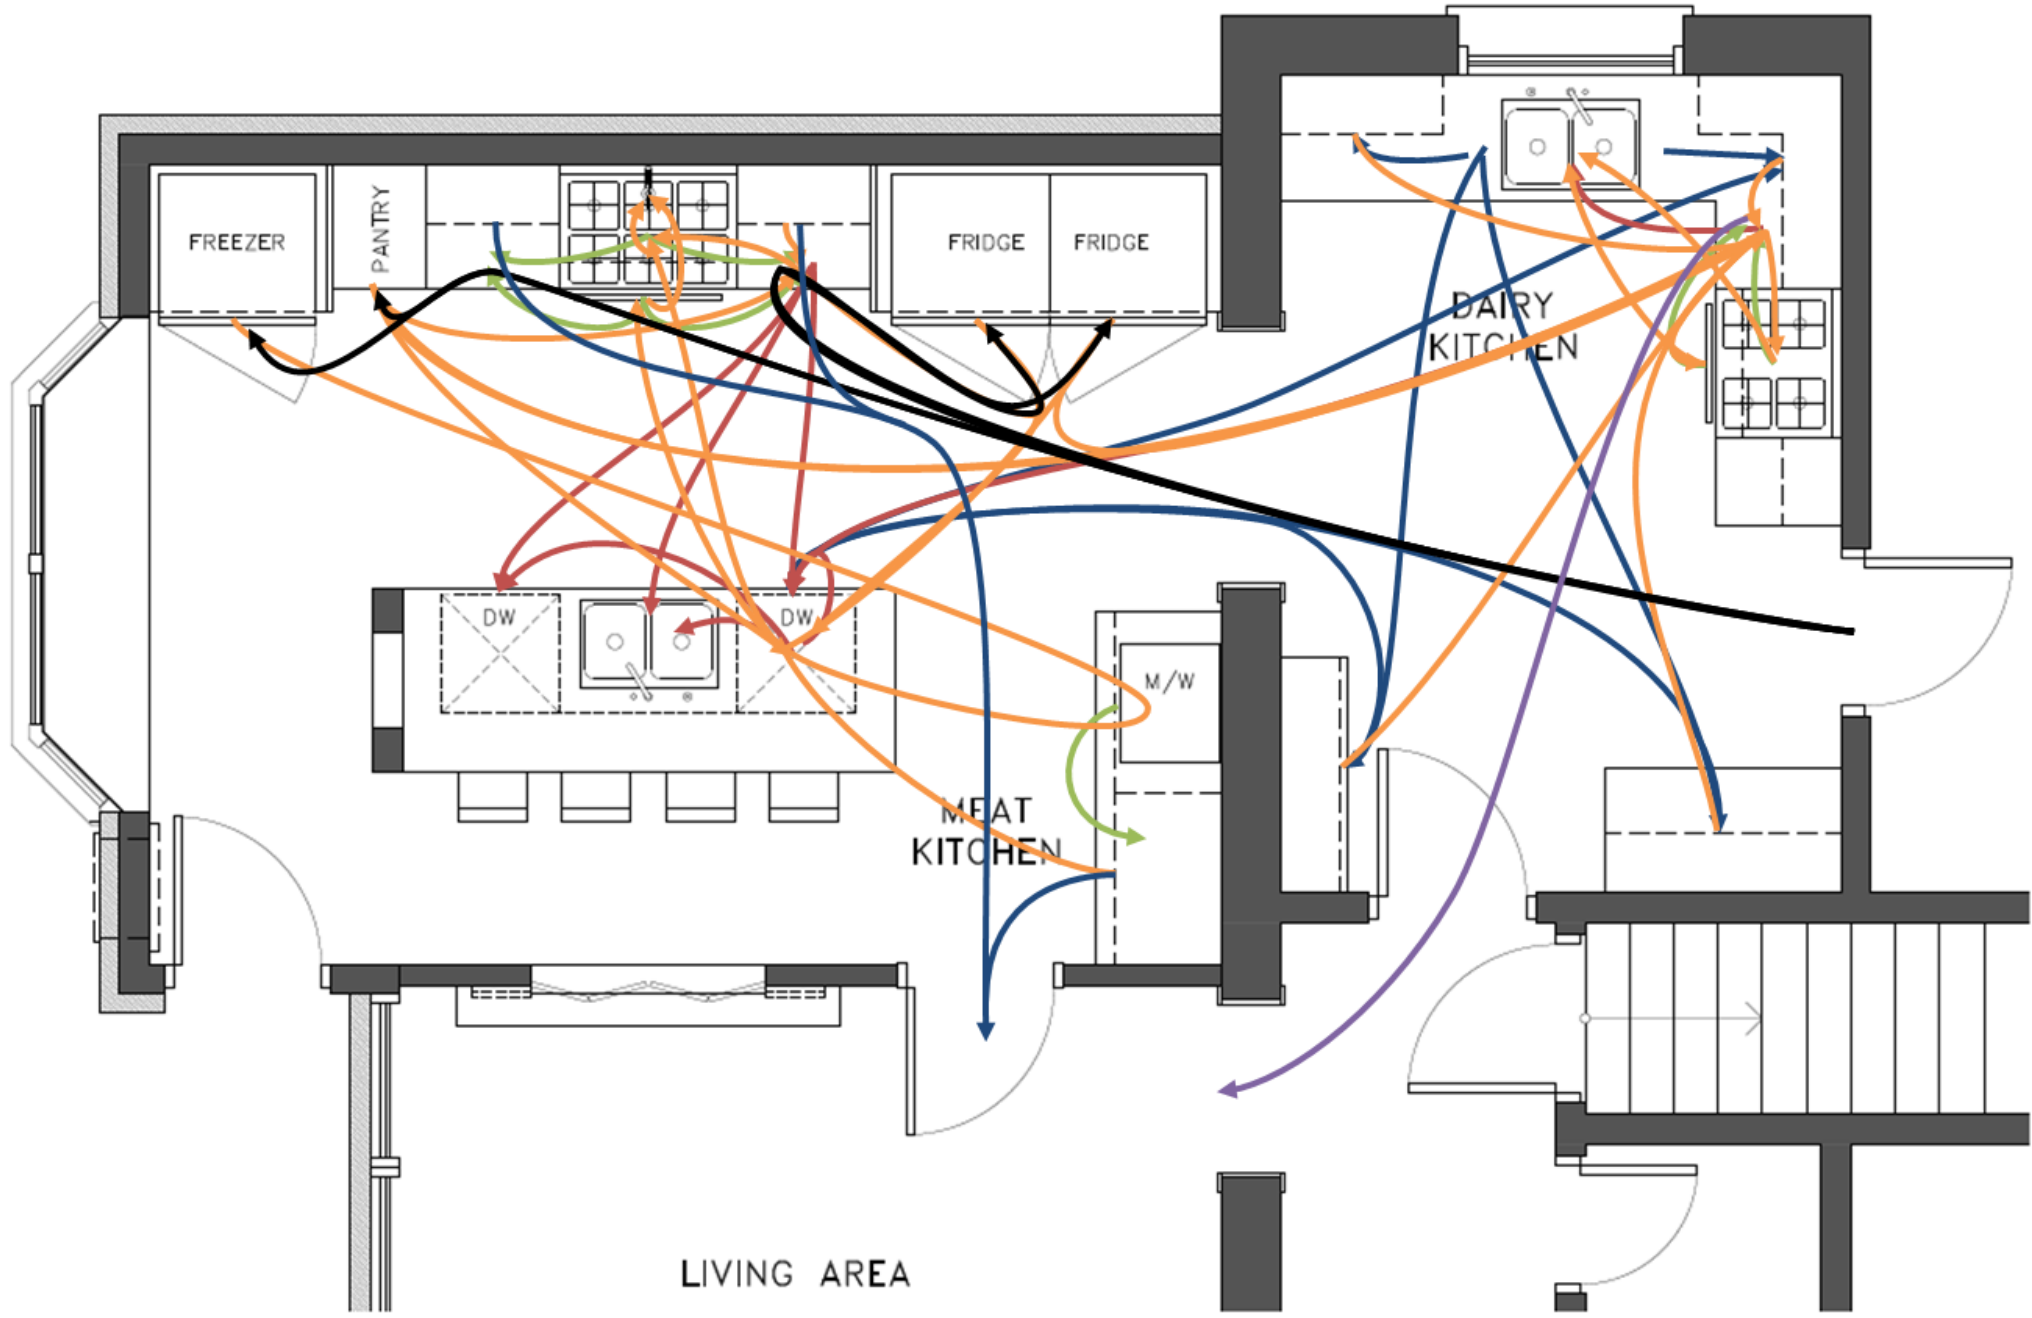 FREEZER
PANTRY
FRIDGE
FRIDGE
DAIRY
KITCHEN
DW
DW
M/W
MEAT
KITCHEN
LIVING AREA